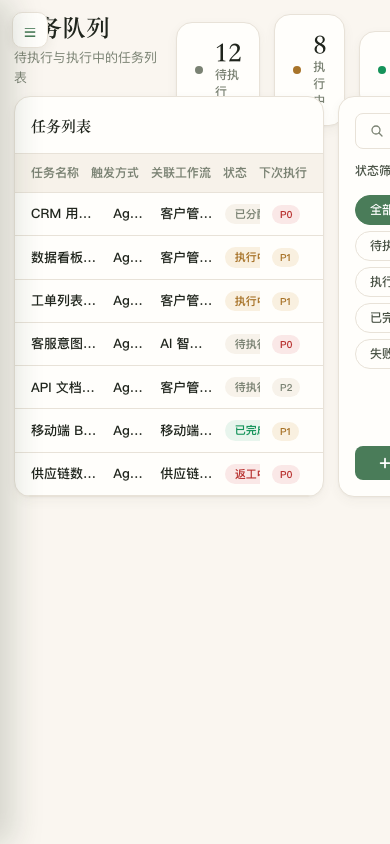 务队列
待执行与执行中的任务列
表
12
待执
行
8
执
行
中
任务列表
任务名称 触发方式 关联工作流 状态 下次执行
CRM 用... Ag... 客户管... 已分 P0
数据看板... Ag... 客户管... 执行中 P1
工单列表... Ag... 客户管... 执行中 P1
客服意图... Ag... AI 智... 待执行 P0
API 文档... Ag... 客户管... 待执行 P2
移动端 B... Ag... 移动端... 已完成 P1
供应链数... Ag... 供应链... 返工中 P0
状态筛
全部
待执
执行
已完
失败